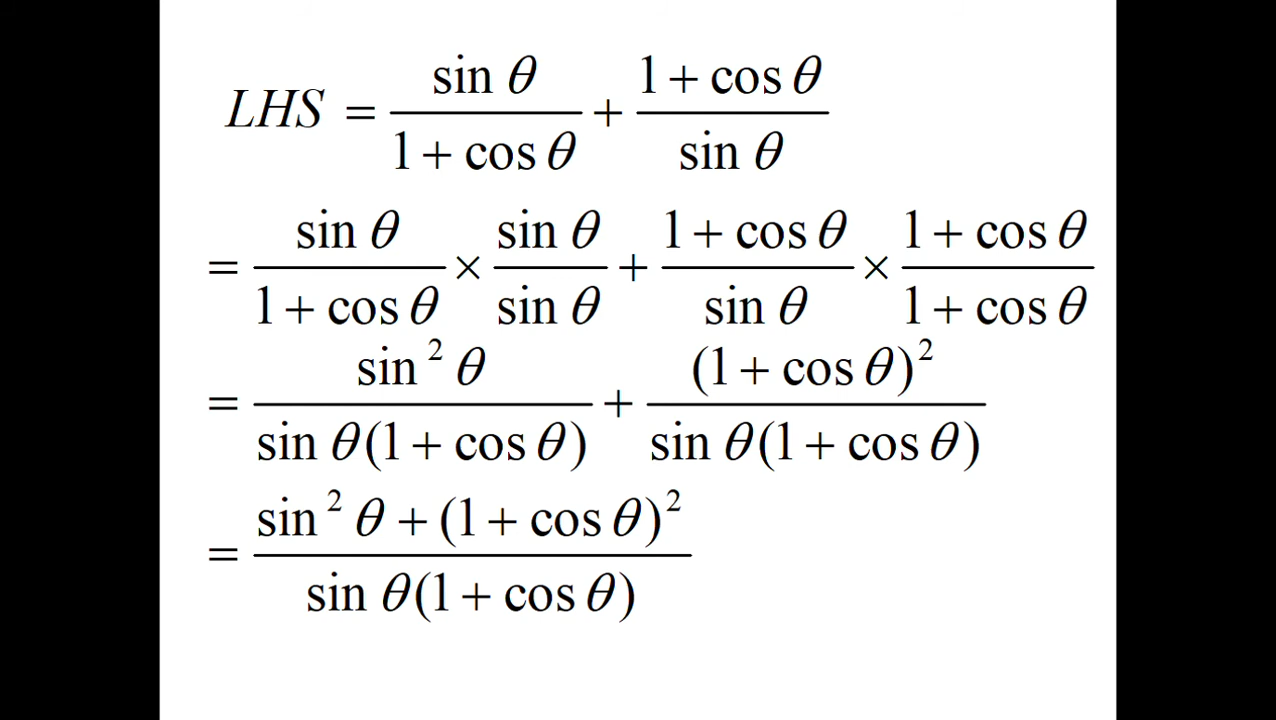 LHS = sin θ / (1 + cos θ) + (1 + cos θ) / sin θ
= sin θ / (1 + cos θ) × sin θ / sin θ + (1 + cos θ) / sin θ × (1 + cos θ) / (1 + cos θ)
= sin² θ / sin θ(1 + cos θ) + (1 + cos θ)² / sin θ(1 + cos θ)
= sin² θ + (1 + cos θ)² / sin θ(1 + cos θ)